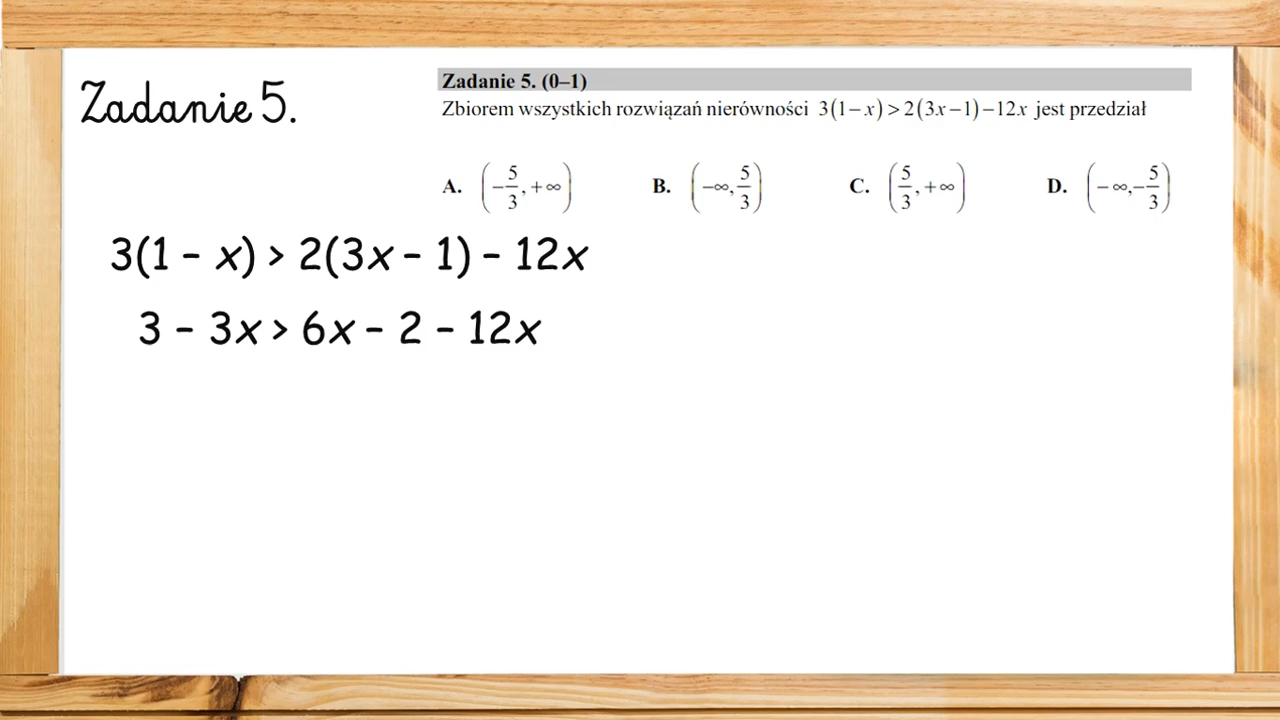 Zadanie 5.
Zadanie 5. (0–1)
Zbiorem wszystkich rozwiązań nierówności 3(1−x)>2(3x−1)−12x jest przedział
A. (−5/3, +∞) B. (−∞, 5/3) C. (5/3, +∞) D. (−∞, −5/3)
3(1 − x) > 2(3x − 1) − 12x
3 − 3x > 6x − 2 − 12x